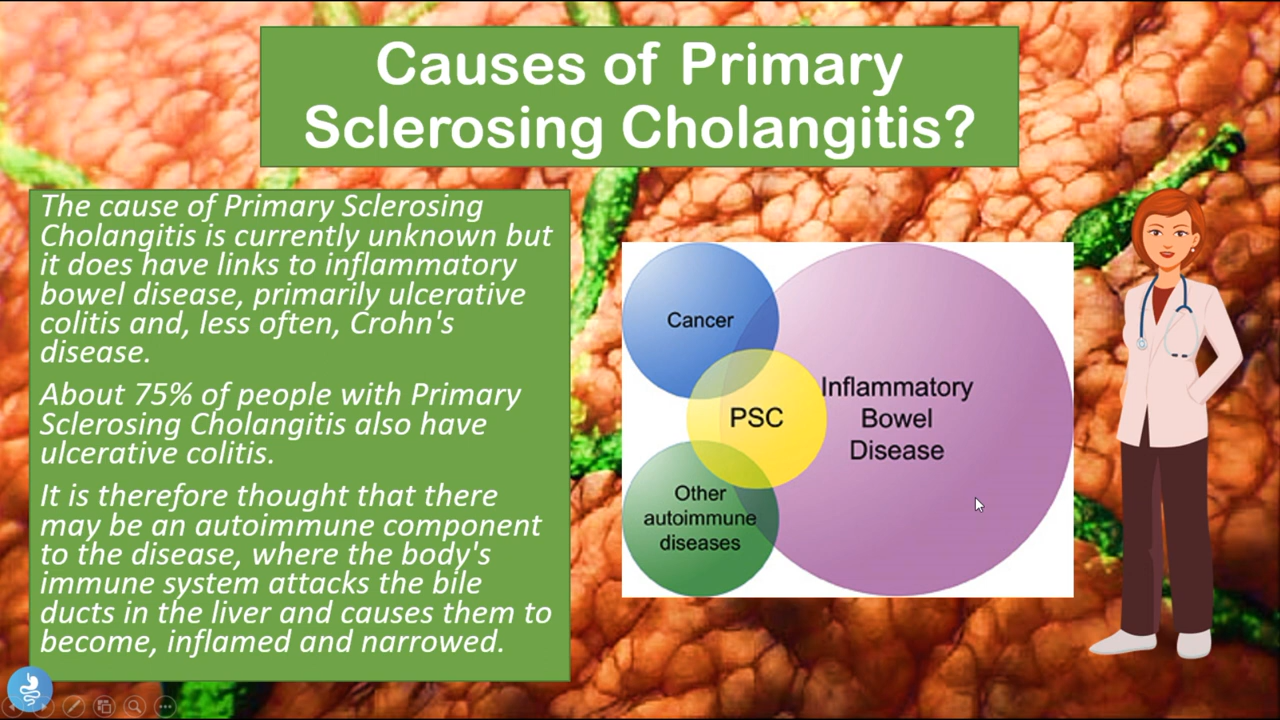 Causes of Primary
Sclerosing Cholangitis?
The cause of Primary Sclerosing
Cholangitis is currently unknown but
it does have links to inflammatory
bowel disease, primarily ulcerative
colitis and, less often, Crohn's
disease.
About 75% of people with Primary
Sclerosing Cholangitis also have
ulcerative colitis.
It is therefore thought that there
may be an autoimmune component
to the disease, where the body's
immune system attacks the bile
ducts in the liver and causes them to
become, inflamed and narrowed.
Cancer
PSC
Inflammatory
Bowel
Disease
Other
autoimmune
diseases